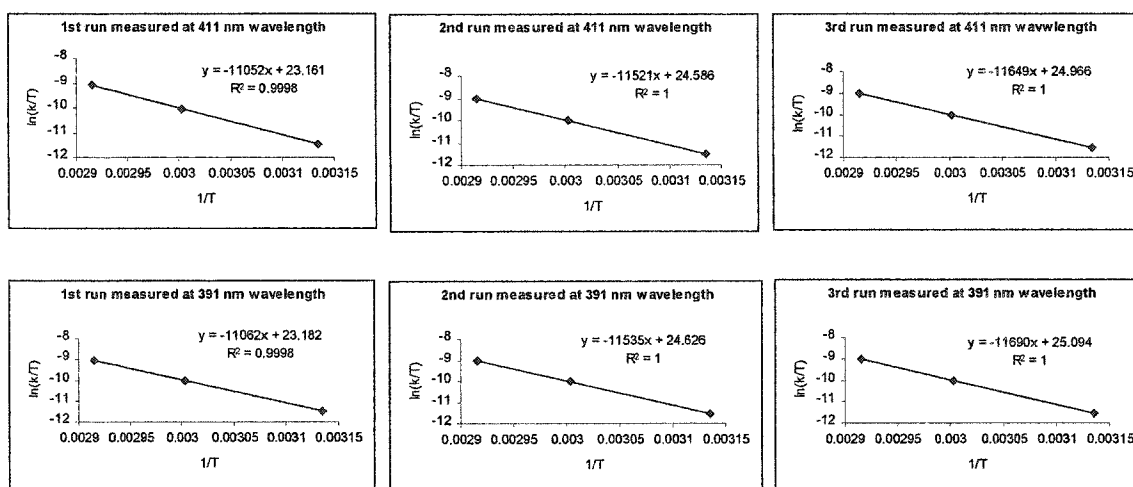 1st run measured at 411 nm wavelength
y = -11052x + 23.161
R² = 0.9998
ln(k/T)
-8
-9
-10
-11
-12
0.0029 0.00295 0.003 0.00305 0.0031 0.00315
1/T
2nd run measured at 411 nm wavelength
y = -11521x + 24.586
R² = 1
ln(k/T)
-8
-9
-10
-11
-12
0.0029 0.00295 0.003 0.00305 0.0031 0.00315
1/T
3rd run measured at 411 nm wavwlength
y = -11649x + 24.966
R² = 1
ln(k/T)
-8
-9
-10
-11
-12
0.0029 0.00295 0.003 0.00305 0.0031 0.00315
1/T
1st run measured at 391 nm wavelength
y = -11062x + 23.182
R² = 0.9998
ln(k/T)
-8
-9
-10
-11
-12
0.0029 0.00295 0.003 0.00305 0.0031 0.00315
1/T
2nd run measured at 391 nm wavelength
y = -11535x + 24.626
R² = 1
ln(k/T)
-8
-9
-10
-11
-12
0.0029 0.00295 0.003 0.00305 0.0031 0.00315
1/T
3rd run measured at 391 nm wavelength
y = -11690x + 25.094
R² = 1
ln(k/T)
-8
-9
-10
-11
-12
0.0029 0.00295 0.003 0.00305 0.0031 0.00315
1/T